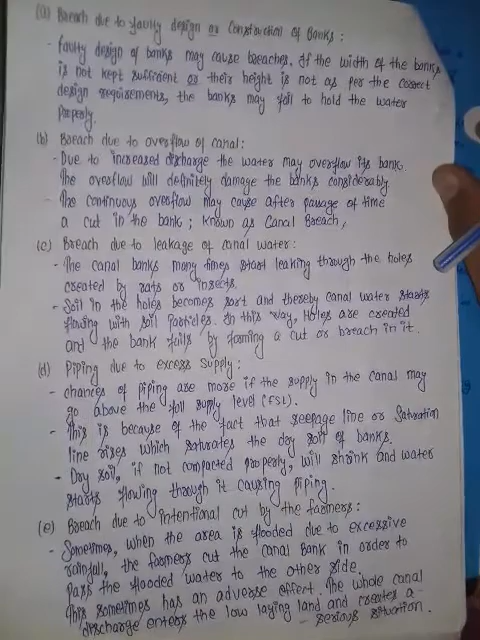 (a) Breach due to faulty design or Construction of Banks :
- Faulty design of banks may cause breaches. If the width of the banks
is not kept sufficient or their height is not as per the correct
design requirements, the banks may fail to hold the water
properly.
(b) Breach due to overflow of canal:
- Due to increased discharge the water may overflow its bank.
The overflow will definitely damage the banks considerably.
- The continuous overflow may cause after passage of time
a cut in the bank ; known as Canal Breach,
(c) Breach due to leakage of canal water:
- The canal banks many times start leaking through the holes
created by rats or insects.
- Soil in the holes becomes sort and thereby canal water starts
flowing with soil particles. In this way, Holes are created
and the bank fails by forming a cut or breach in it.
(d) Piping due to excess supply:
- chances of piping are more if the supply in the canal may
go above the full supply level (FSL).
- This is because of the fact that seepage line or Saturation
line rises which saturates the dry soil of banks.
- Dry soil, if not compacted properly, will shrink and water
starts flowing through it causing piping.
(e) Breach due to intentional cut by the farmers:
- Sometimes, when the area is flooded due to excessive
rainfall, the farmers cut the canal Bank in order to
pass the flooded water to the other side.
This sometimes has an adverse effect. The whole canal
discharge enters the low laying land and creates a
- serious situation.